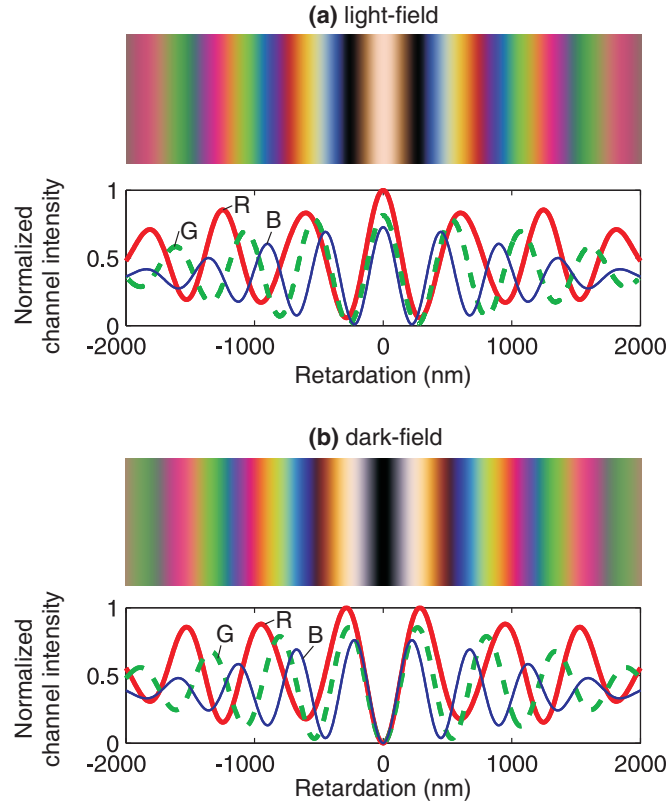 (a) light-field
Normalized
channel intensity
1
0.5
0
R
G
B
-2000 -1000 0 1000 2000
Retardation (nm)
(b) dark-field
Normalized
channel intensity
1
0.5
0
G
R
B
-2000 -1000 0 1000 2000
Retardation (nm)